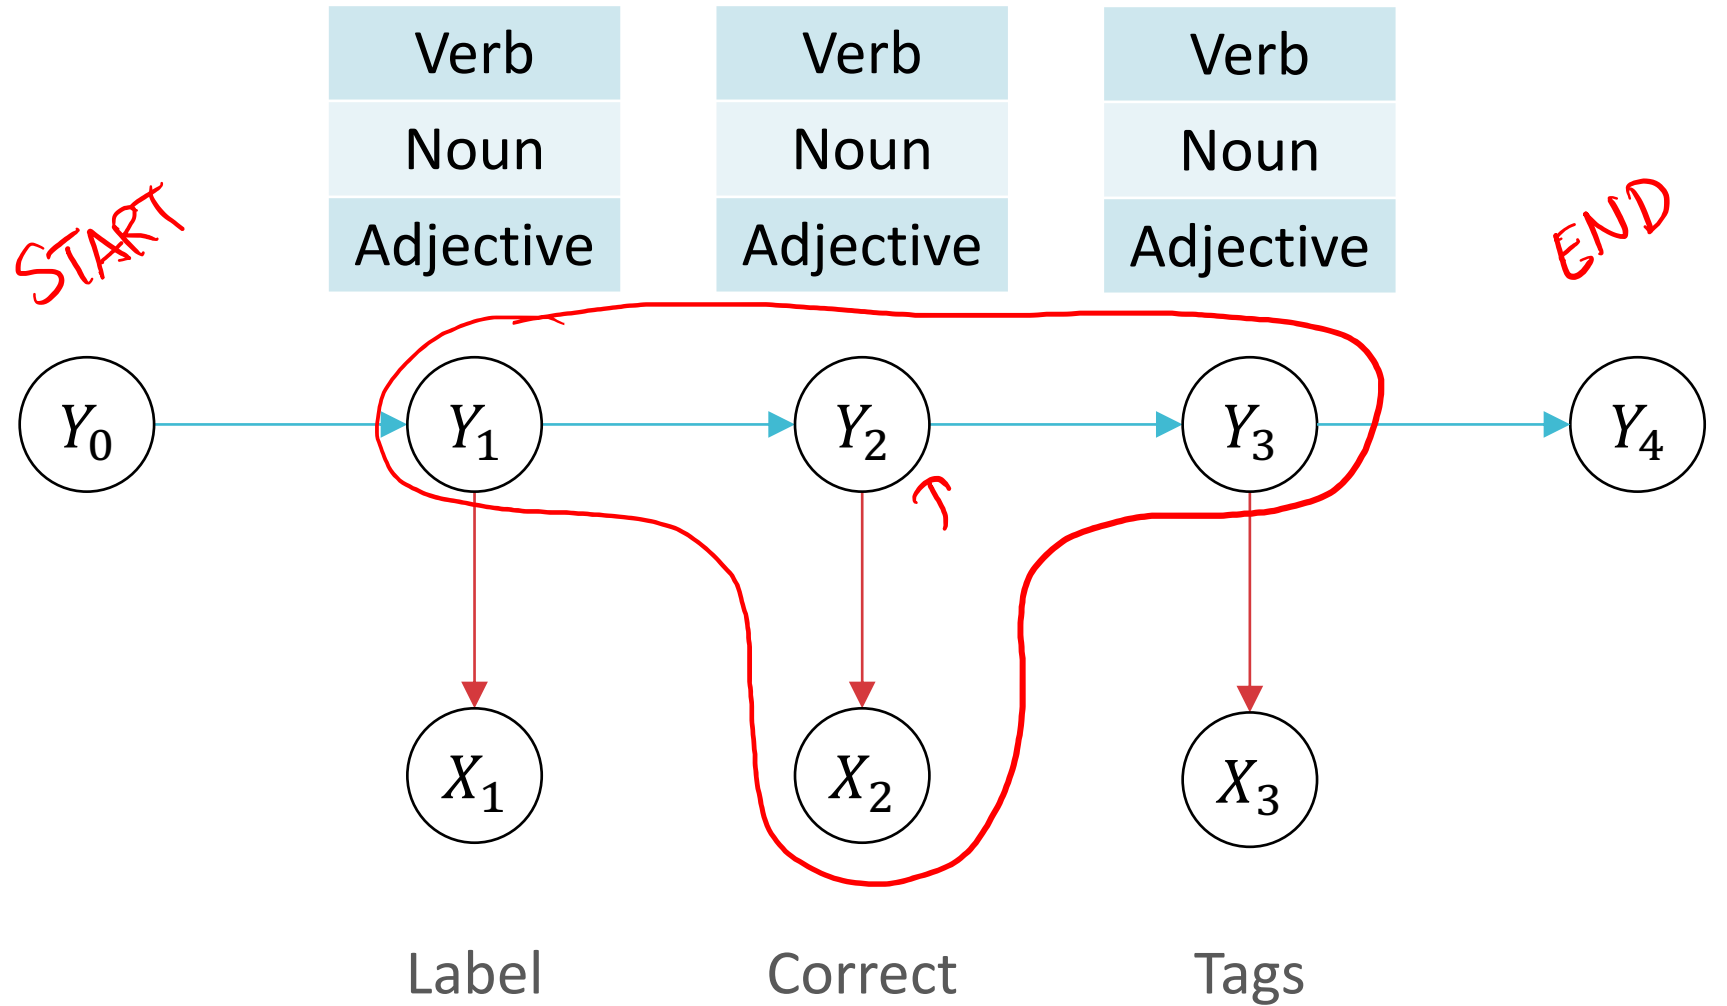 Verb Verb Verb
Noun Noun Noun
Adjective Adjective Adjective
START END
Y₀ Y₁ Y₂ Y₃ Y₄
X₁ X₂ X₃
Label Correct Tags